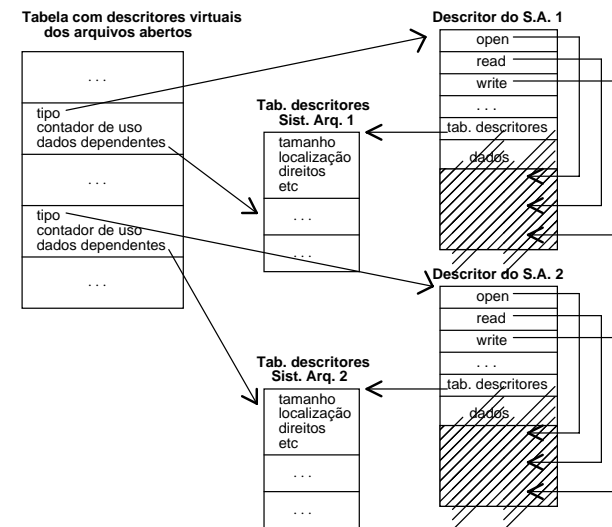 Tabela com descritores virtuais
dos arquivos abertos
. . .
tipo
contador de uso
dados dependentes
. . .
tipo
contador de uso
dados dependentes
. . .
Tab. descritores
Sist. Arq. 1
tamanho
localização
direitos
etc
. . .
. . .
Descritor do S.A. 1
open
read
write
. . .
tab. descritores
dados
Tab. descritores
Sist. Arq. 2
tamanho
localização
direitos
etc
. . .
. . .
Descritor do S.A. 2
open
read
write
. . .
tab. descritores
dados